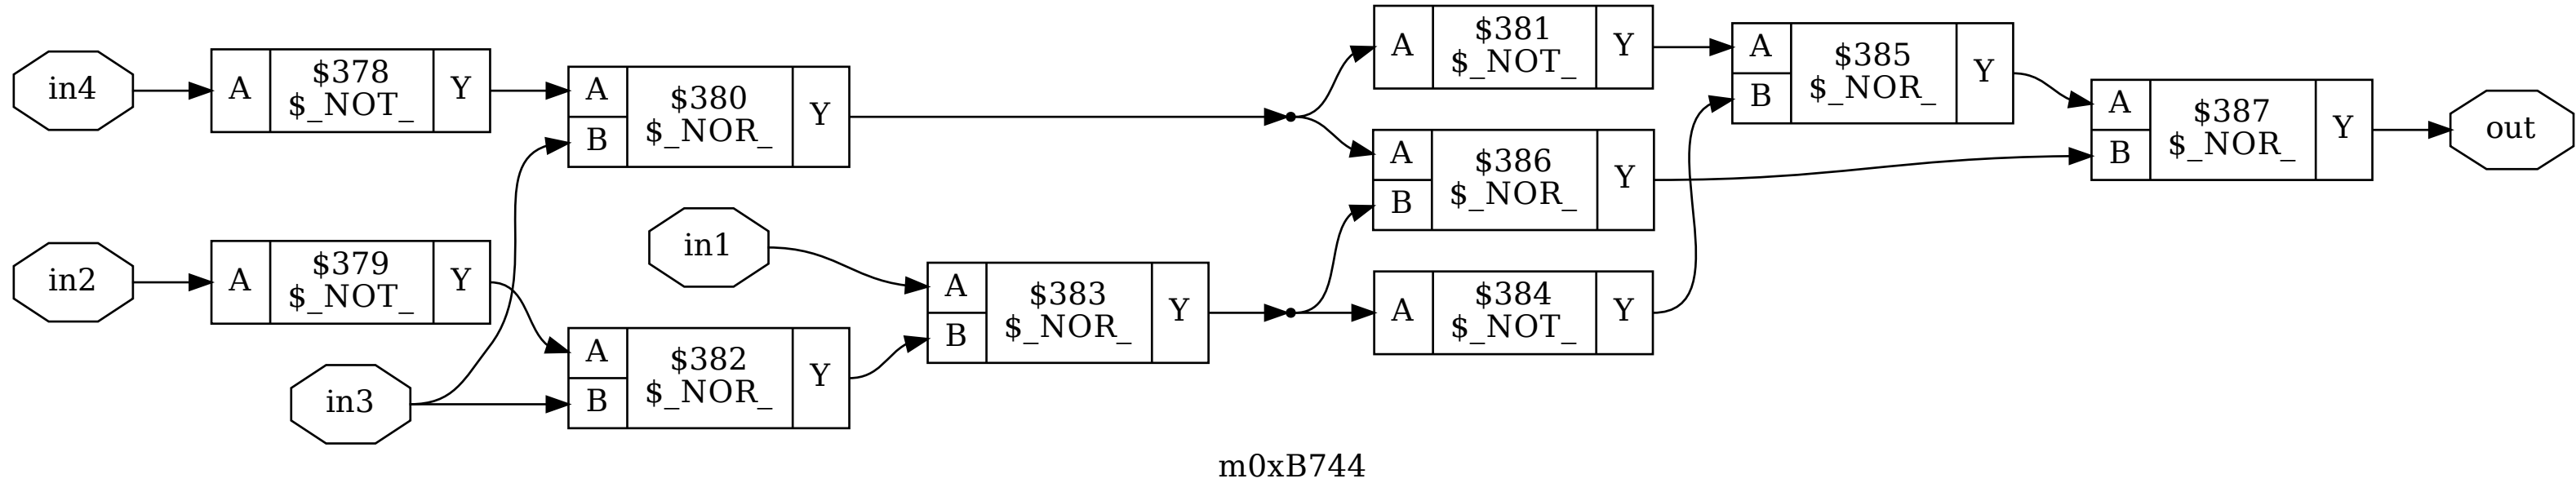 in4
A
$378
$_NOT_
Y
in2
A
$379
$_NOT_
Y
in3
A
B
$380
$_NOR_
Y
A
B
$382
$_NOR_
Y
in1
A
B
$383
$_NOR_
Y
A
$381
$_NOT_
Y
A
B
$386
$_NOR_
Y
A
$384
$_NOT_
Y
A
B
$385
$_NOR_
Y
A
B
$387
$_NOR_
Y
out
m0xB744